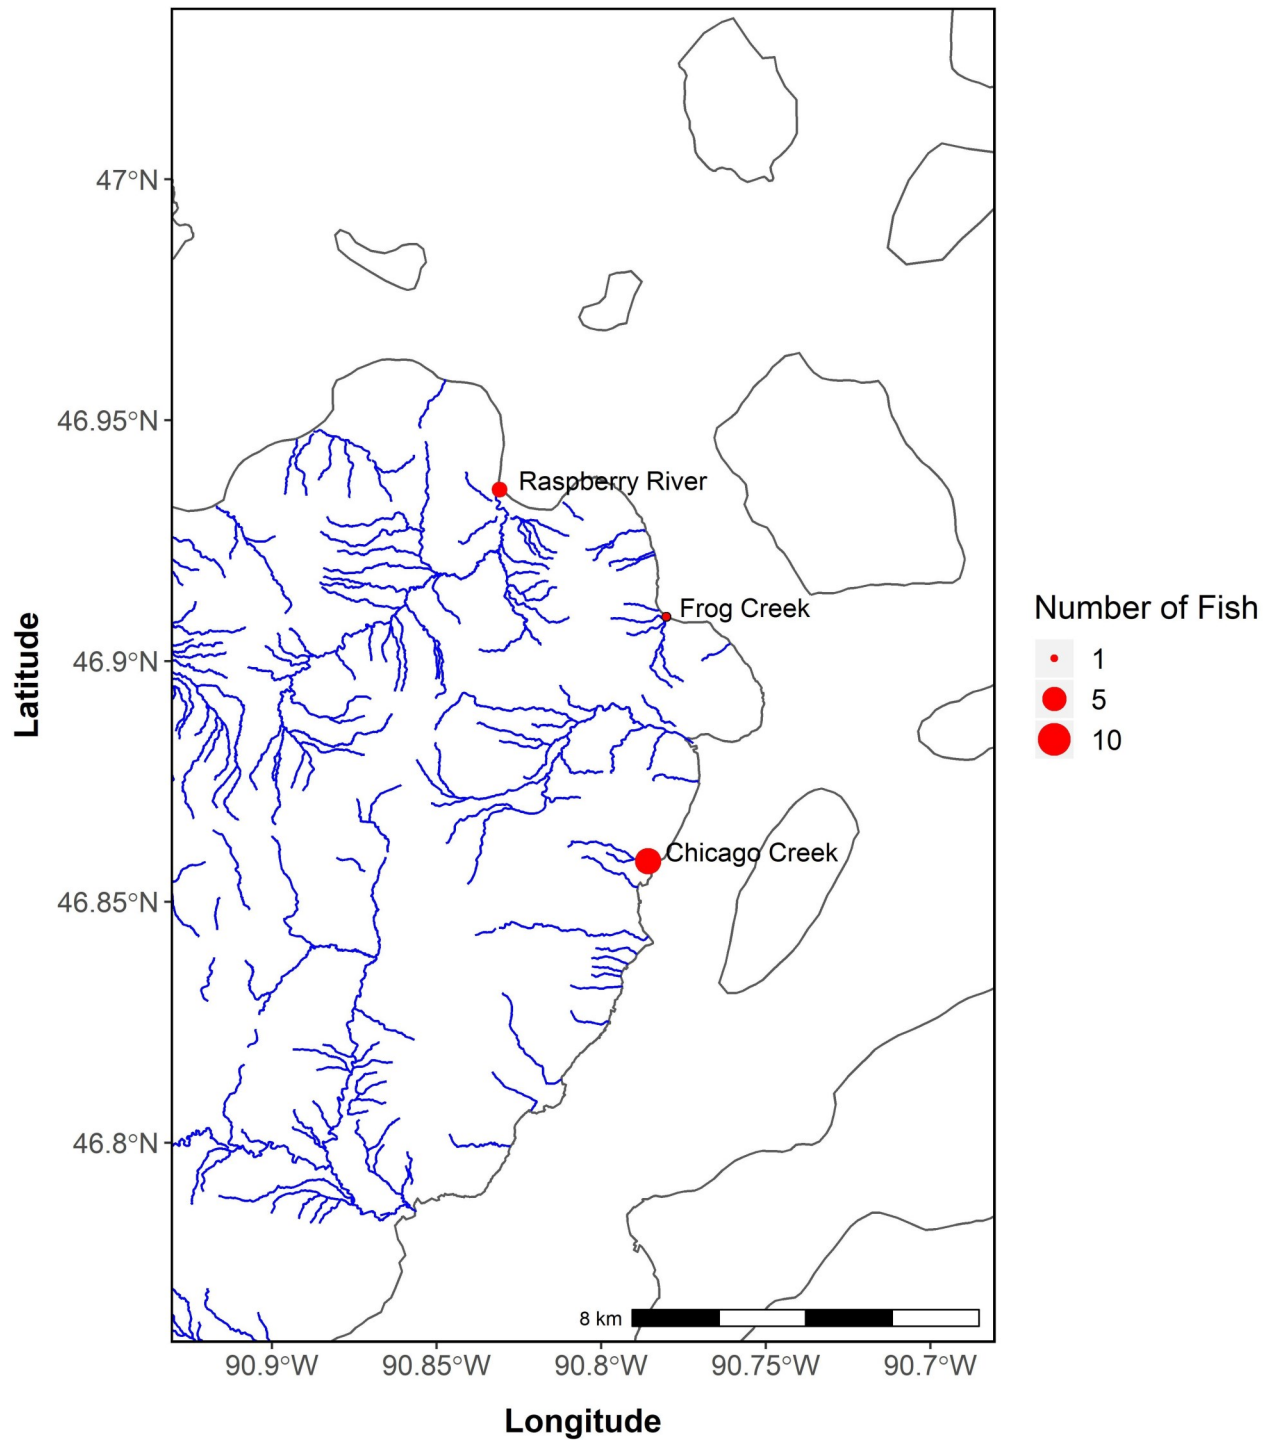 47°N
46.95°N
46.9°N
46.85°N
46.8°N
Latitude
Raspberry River
Frog Creek
Chicago Creek
8 km
90.9°W
90.85°W
90.8°W
90.75°W
90.7°W
Longitude
Number of Fish
1
5
10